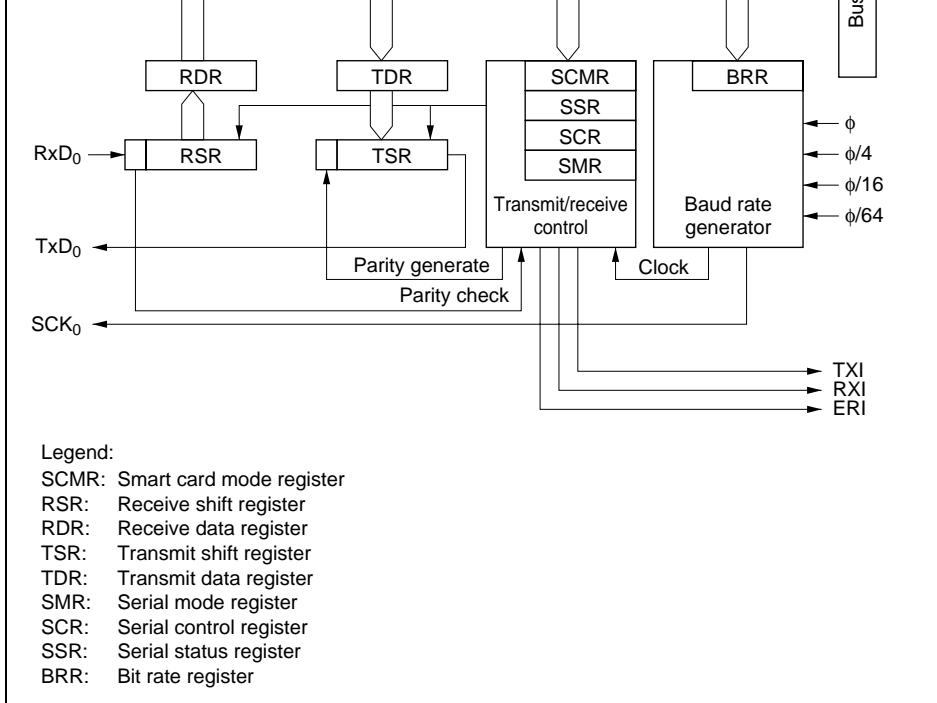 Bus
RDR
TDR
SCMR
BRR
SSR
SCR
SMR
RxD0
RSR
TSR
φ
φ/4
φ/16
φ/64
Transmit/receive
control
Baud rate
generator
TxD0
Parity generate
Clock
Parity check
SCK0
TXI
RXI
ERI
Legend:
SCMR: Smart card mode register
RSR: Receive shift register
RDR: Receive data register
TSR: Transmit shift register
TDR: Transmit data register
SMR: Serial mode register
SCR: Serial control register
SSR: Serial status register
BRR: Bit rate register